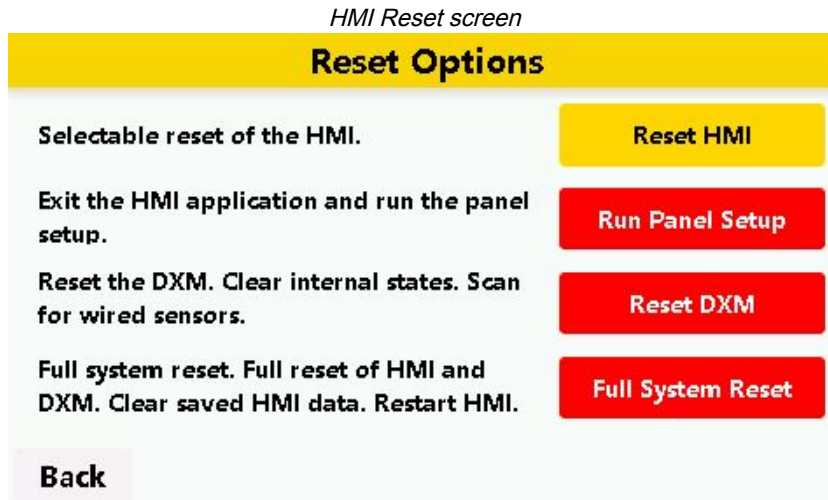 HMI Reset screen
Reset Options
Selectable reset of the HMI.
Reset HMI
Exit the HMI application and run the panel
setup.
Run Panel Setup
Reset the DXM. Clear internal states. Scan
for wired sensors.
Reset DXM
Full system reset. Full reset of HMI and
DXM. Clear saved HMI data. Restart HMI.
Full System Reset
Back